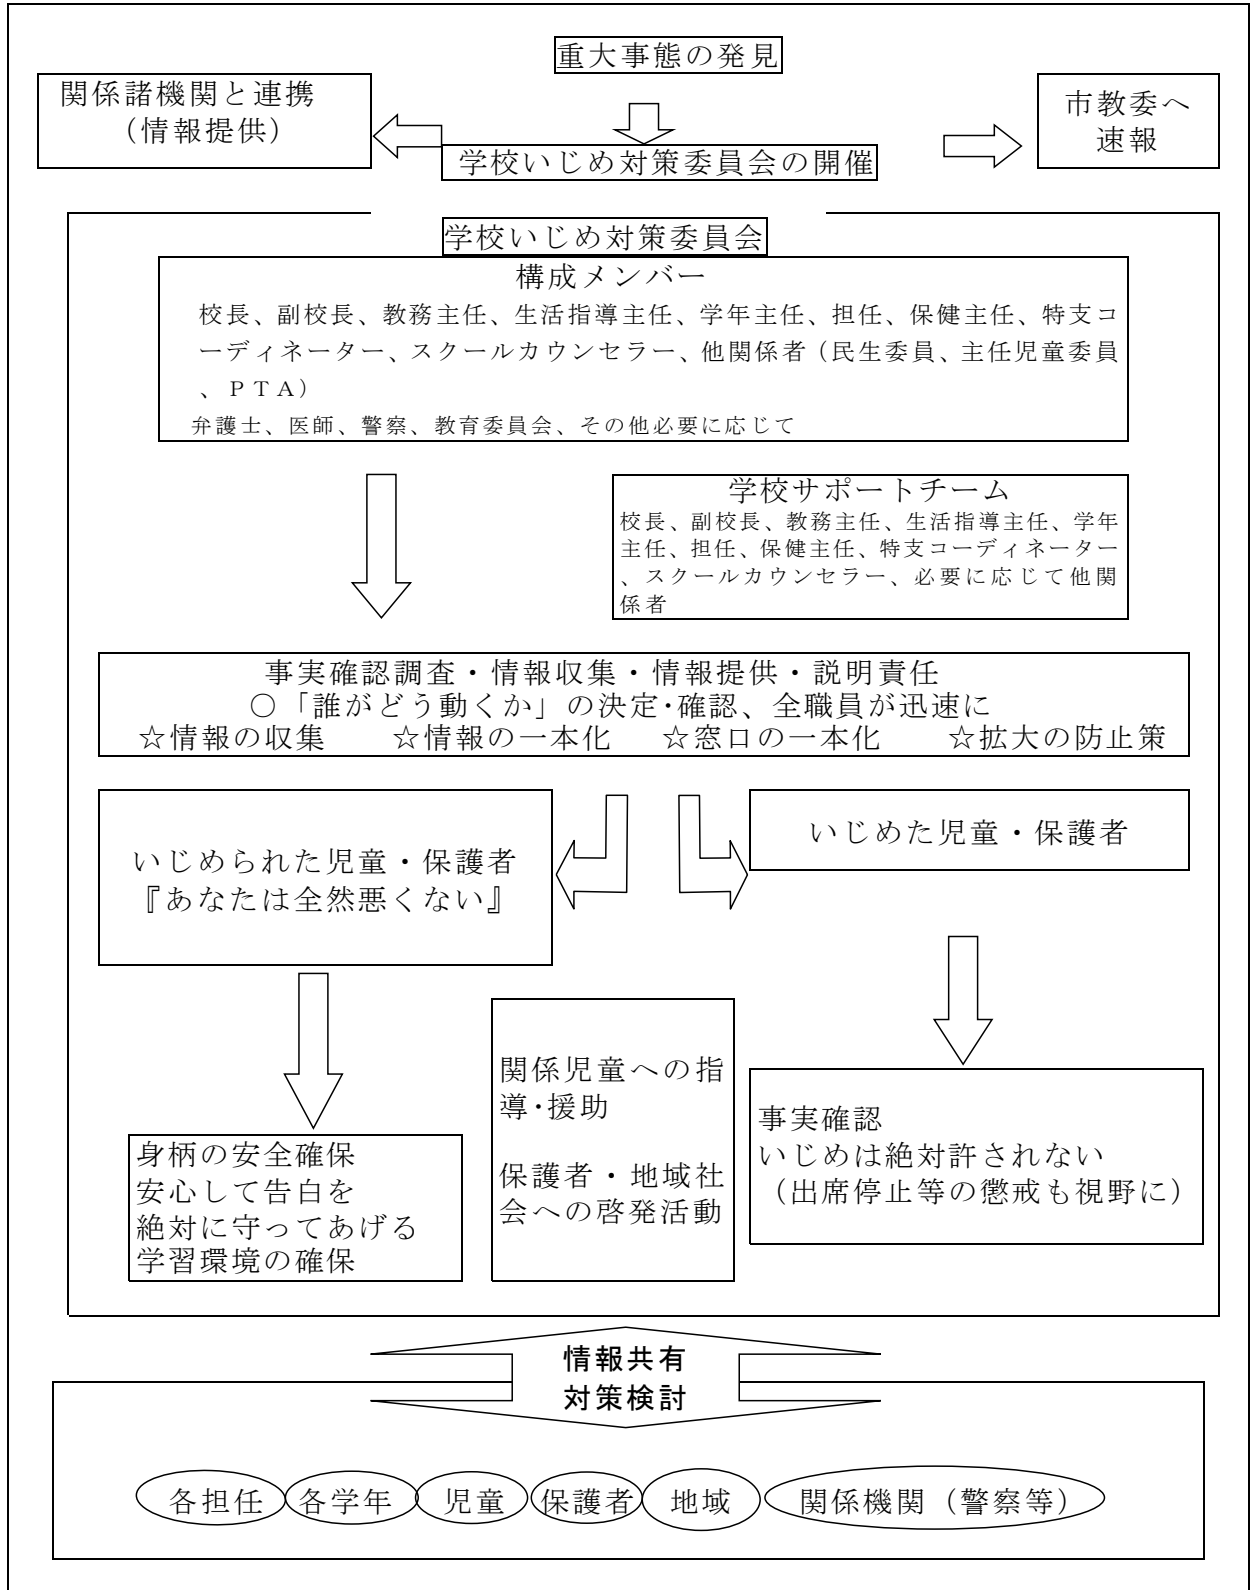 重大事態の発見
関係諸機関と連携
（情報提供）
市教委へ
速報
学校いじめ対策委員会の開催
学校いじめ対策委員会
構成メンバー
校長、副校長、教務主任、生活指導主任、学年主任、担任、保健主任、特支コ
ーディネーター、スクールカウンセラー、他関係者（民生委員、主任児童委員
、ＰＴＡ）
弁護士、医師、警察、教育委員会、その他必要に応じて
学校サポートチーム
校長、副校長、教務主任、生活指導主任、学年
主任、担任、保健主任、特支コーディネーター
、スクールカウンセラー、必要に応じて他関
係者
事実確認調査・情報収集・情報提供・説明責任
○「誰がどう動くか」の決定･確認、全職員が迅速に
☆情報の収集　　☆情報の一本化　　☆窓口の一本化　　☆拡大の防止策
いじめられた児童・保護者
『あなたは全然悪くない』
いじめた児童・保護者
身柄の安全確保
安心して告白を
絶対に守ってあげる
学習環境の確保
関係児童への指
導･援助
保護者・地域社
会への啓発活動
事実確認
いじめは絶対許されない
（出席停止等の懲戒も視野に）
情報共有
対策検討
各担任　各学年　児童　保護者　地域　関係機関（警察等）